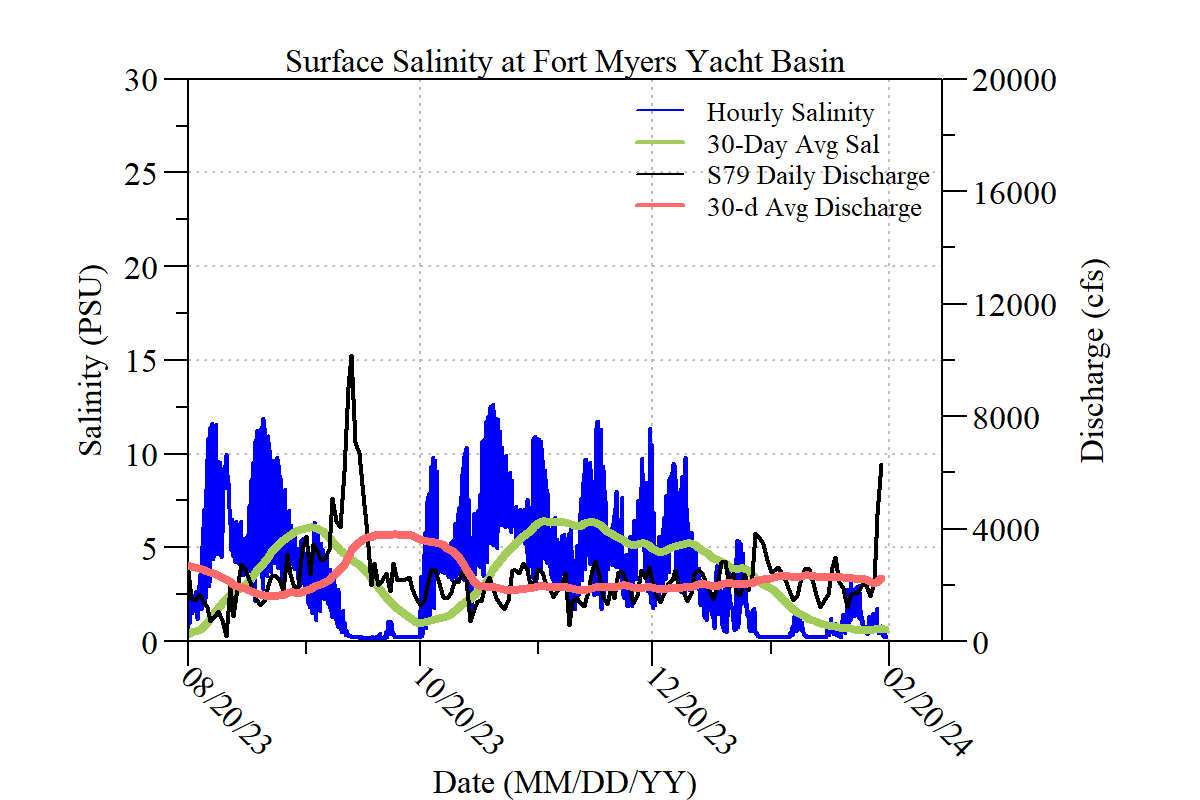 Surface Salinity at Fort Myers Yacht Basin
30
25
20
15
10
5
0
Salinity (PSU)
Hourly Salinity
30-Day Avg Sal
S79 Daily Discharge
30-d Avg Discharge
20000
16000
12000
8000
4000
0
Discharge (cfs)
08/20/23
10/20/23
12/20/23
02/20/24
Date (MM/DD/YY)